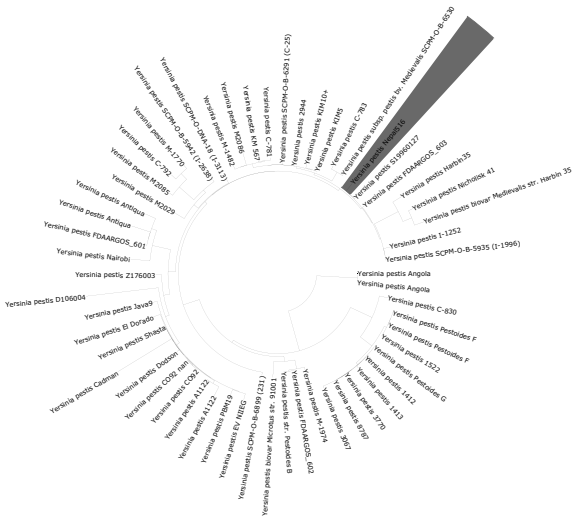 Yersinia pestis subsp. pestis bv. Medievalis SCPM-O-B-6530
Yersinia pestis Nepal516
Yersinia pestis S19960127
Yersinia pestis FDAARGOS_603
Yersinia pestis Harbin35
Yersinia pestis Nicholisk 41
Yersinia pestis biovar Medievalis str. Harbin 35
Yersinia pestis I-1252
Yersinia pestis SCPM-O-B-5935 (I-1996)
Yersinia pestis Angola
Yersinia pestis Angola
Yersinia pestis C-830
Yersinia pestis Pestoides F
Yersinia pestis Pestoides F
Yersinia pestis 1522
Yersinia pestis Pestoides G
Yersinia pestis 1412
Yersinia pestis 1413
Yersinia pestis 3770
Yersinia pestis 8787
Yersinia pestis 3067
Yersinia pestis M-1974
Yersinia pestis FDAARGOS_602
Yersinia pestis str. Pestoides B
Yersinia pestis biovar Microtus str. 91001
Yersinia pestis SCPM-O-B-6899 (231)
Yersinia pestis EV NIIEG
Yersinia pestis PBM19
Yersinia pestis A1122
Yersinia pestis A1122
Yersinia pestis CO92
Yersinia pestis CO92_nan
Yersinia pestis Dodson
Yersinia pestis Cadman
Yersinia pestis Shasta
Yersinia pestis El Dorado
Yersinia pestis Java9
Yersinia pestis D106004
Yersinia pestis Z176003
Yersinia pestis Nairobi
Yersinia pestis FDAARGOS_601
Yersinia pestis Antiqua
Yersinia pestis Antiqua
Yersinia pestis M2029
Yersinia pestis M2085
Yersinia pestis C-792
Yersinia pestis M-1770
Yersinia pestis SCPM-O-B-5942 (I-2638)
Yersinia pestis SCPM-O-DNA-18 (I-3113)
Yersinia pestis M-1482
Yersinia pestis M2086
Yersinia pestis KM 567
Yersinia pestis C-781
Yersinia pestis SCPM-O-B-6291 (C-25)
Yersinia pestis 2944
Yersinia pestis KIM10+
Yersinia pestis KIM5
Yersinia pestis C-783